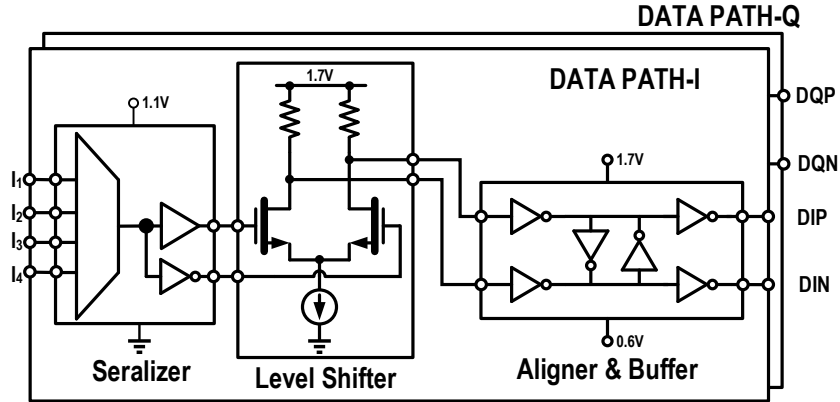 DATA PATH-Q
DATA PATH-I
1.7V
1.1V
DQP
DQN
1.7V
I1
I2
I3
I4
DIP
DIN
0.6V
Seralizer
Level Shifter
Aligner & Buffer